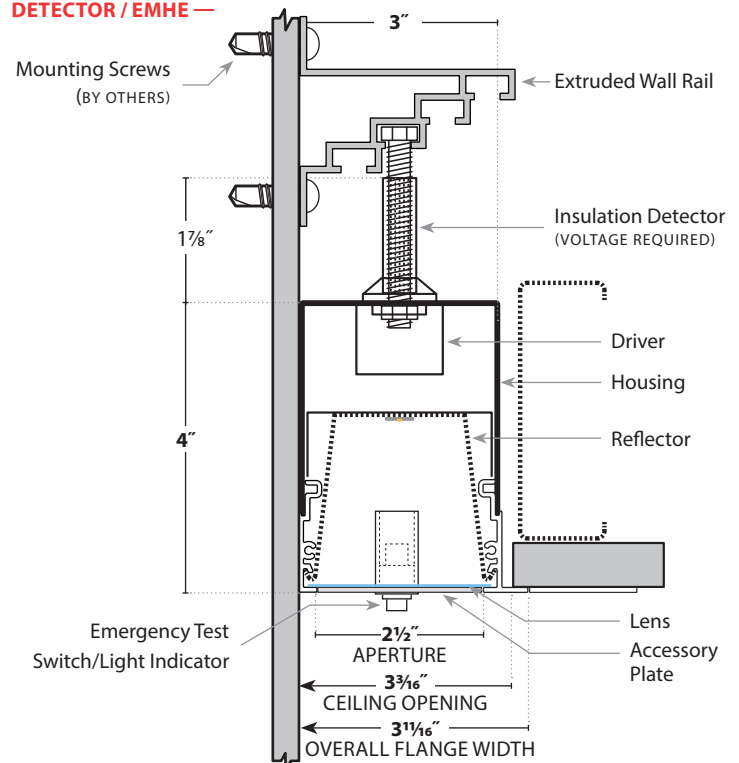 DETECTOR / EMHE —
3″
Mounting Screws
(BY OTHERS)
Extruded Wall Rail
Insulation Detector
(VOLTAGE REQUIRED)
1⅞″
Driver
Housing
Reflector
4″
Emergency Test
Switch/Light Indicator
2½″
APERTURE
Lens
Accessory
Plate
3³⁄₁₆″
CEILING OPENING
3¹¹⁄₁₆″
OVERALL FLANGE WIDTH